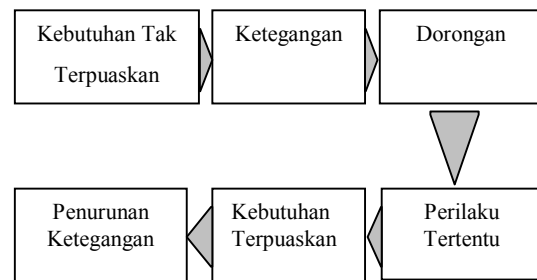 Kebutuhan Tak
Terpuaskan
Ketegangan
Dorongan
Perilaku
Tertentu
Kebutuhan
Terpuaskan
Penurunan
Ketegangan